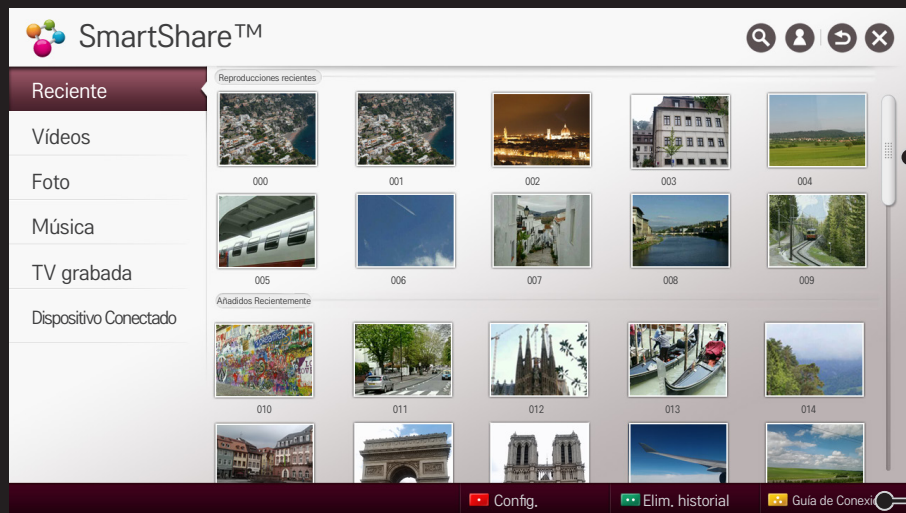 SmartShare™
Reciente
Vídeos
Foto
Música
TV grabada
Dispositivo Conectado
Reproducciones recientes
000
001
002
003
004
005
006
007
008
009
Añadidos Recientemente
010
011
012
013
014
Config.
Elim. historial
Guía de